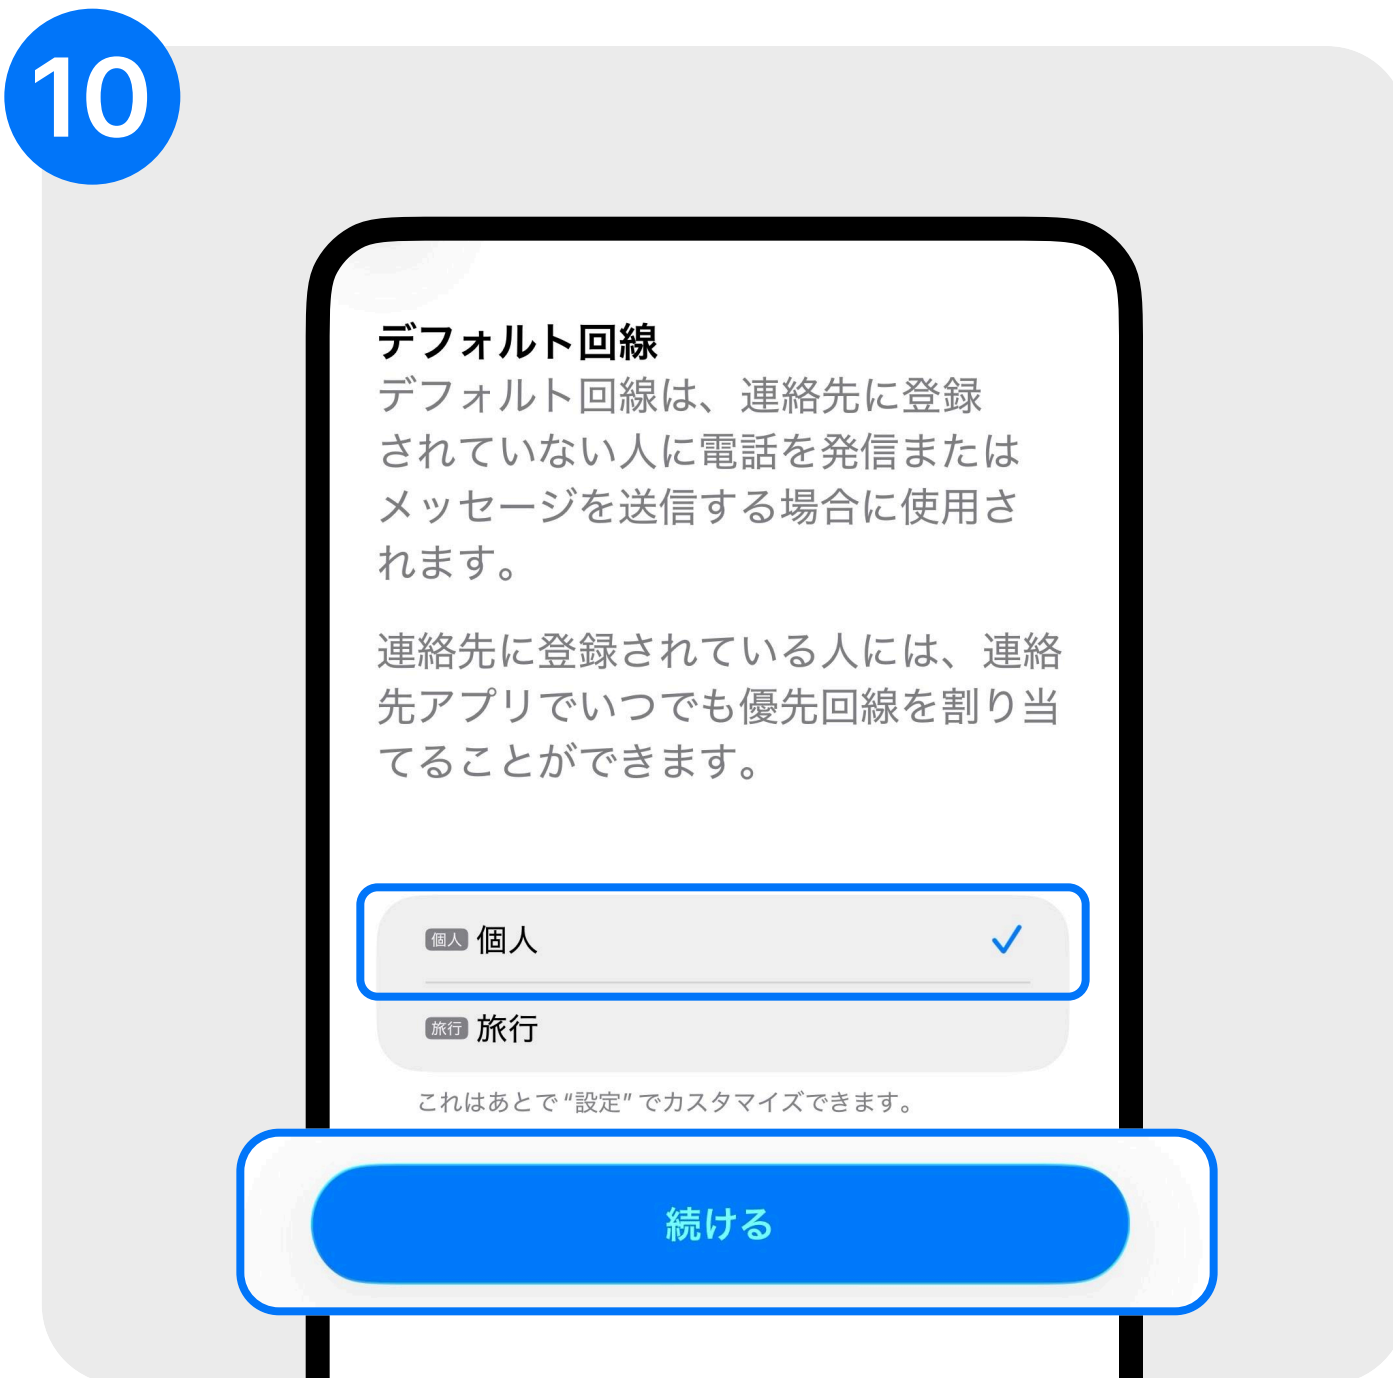 10
デフォルト回線
デフォルト回線は、連絡先に登録
されていない人に電話を発信または
メッセージを送信する場合に使用さ
れます。
連絡先に登録されている人には、連絡
先アプリでいつでも優先回線を割り当
てることができます。
個人 個人
旅行 旅行
これはあとで“設定”でカスタマイズできます。
続ける